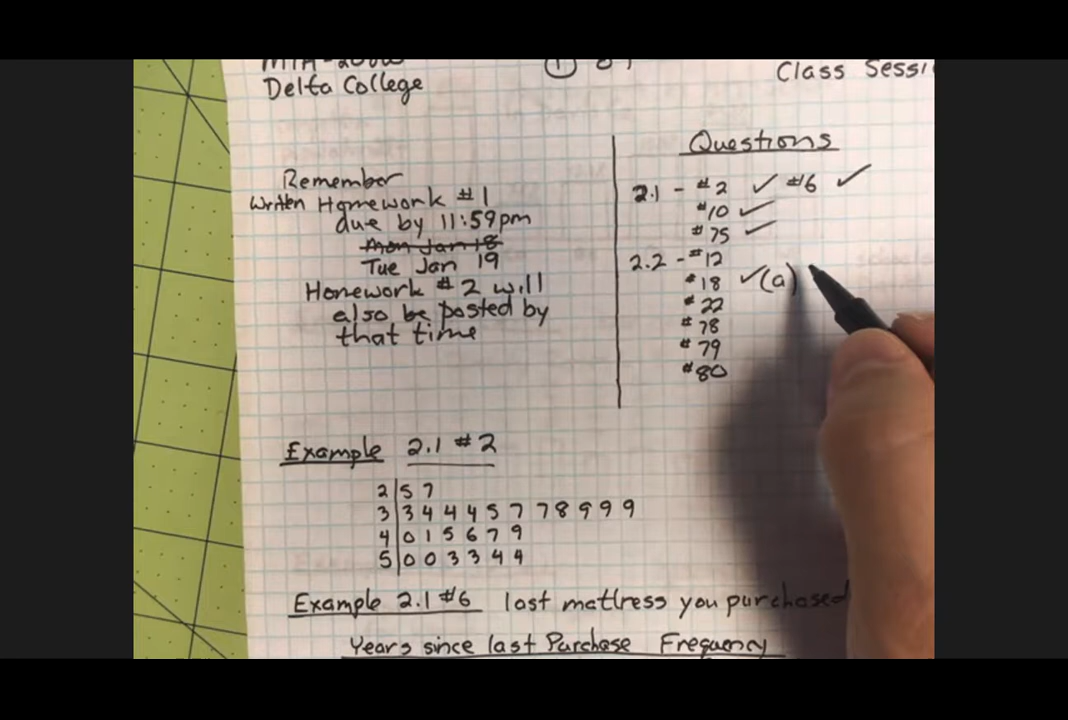 Delta College
Class Sessi
Remember
Written Homework #1
due by 11:59pm
Mon Jan 18
Tue Jan 19
Homework #2 will
also be posted by
that time
Questions
2.1 - #2 ✓ #6 ✓
#10 ✓
#75 ✓
2.2 - #12
#18 ✓(a)
#22
#78
#79
#80
Example 2.1 #2
2|5 7
3|3 4 4 4 5 7 7 8 9 9 9
4|0 1 5 6 7 9
5|0 0 3 3 4 4
Example 2.1 #6 last mattress you purchased
Years since last Purchase Frequency